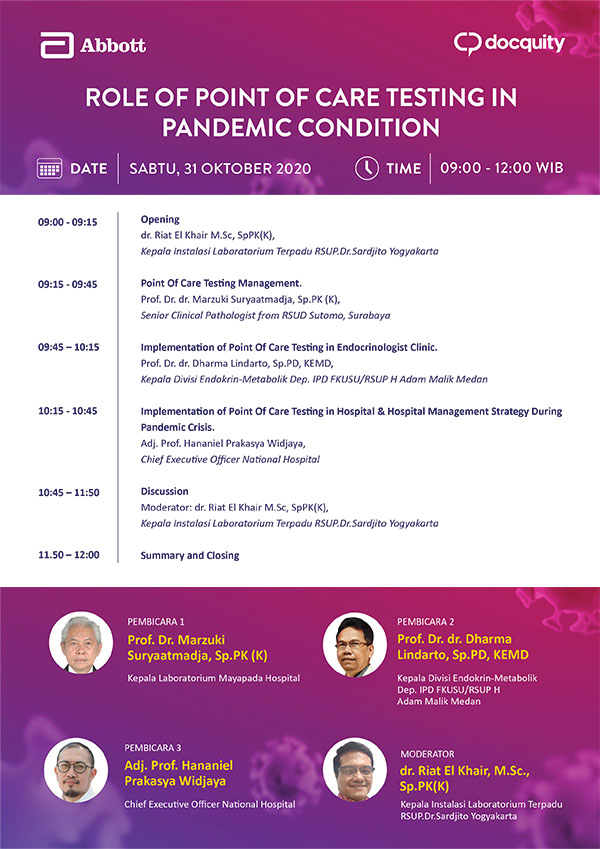 Abbott
docquity
ROLE OF POINT OF CARE TESTING IN
PANDEMIC CONDITION
DATE SABTU, 31 OKTOBER 2020 TIME 09:00 - 12:00 WIB
09:00 - 09:15 Opening
dr. Riat El Khair M.Sc, SpPK(K),
Kepala Instalasi Laboratorium Terpadu RSUP.Dr.Sardjito Yogyakarta
09:15 - 09:45 Point Of Care Testing Management.
Prof. Dr. dr. Marzuki Suryaatmadja, Sp.PK (K),
Senior Clinical Pathologist from RSUD Sutomo, Surabaya
09:45 – 10:15 Implementation of Point Of Care Testing in Endocrinologist Clinic.
Prof. Dr. dr. Dharma Lindarto, Sp.PD, KEMD,
Kepala Divisi Endokrin-Metabolik Dep. IPD FKUSU/RSUP H Adam Malik Medan
10:15 - 10:45 Implementation of Point Of Care Testing in Hospital & Hospital Management Strategy During
Pandemic Crisis.
Adj. Prof. Hananiel Prakasya Widjaya,
Chief Executive Officer National Hospital
10:45 – 11:50 Discussion
Moderator: dr. Riat El Khair M.Sc, SpPK(K),
Kepala Instalasi Laboratorium Terpadu RSUP.Dr.Sardjito Yogyakarta
11.50 – 12:00 Summary and Closing
PEMBICARA 1
Prof. Dr. Marzuki
Suryaatmadja, Sp.PK (K)
Kepala Laboratorium Mayapada Hospital
PEMBICARA 2
Prof. Dr. dr. Dharma
Lindarto, Sp.PD, KEMD
Kepala Divisi Endokrin-Metabolik
Dep. IPD FKUSU/RSUP H
Adam Malik Medan
PEMBICARA 3
Adj. Prof. Hananiel
Prakasya Widjaya
Chief Executive Officer National Hospital
MODERATOR
dr. Riat El Khair, M.Sc.,
Sp.PK(K)
Kepala Instalasi Laboratorium Terpadu
RSUP.Dr.Sardjito Yogyakarta